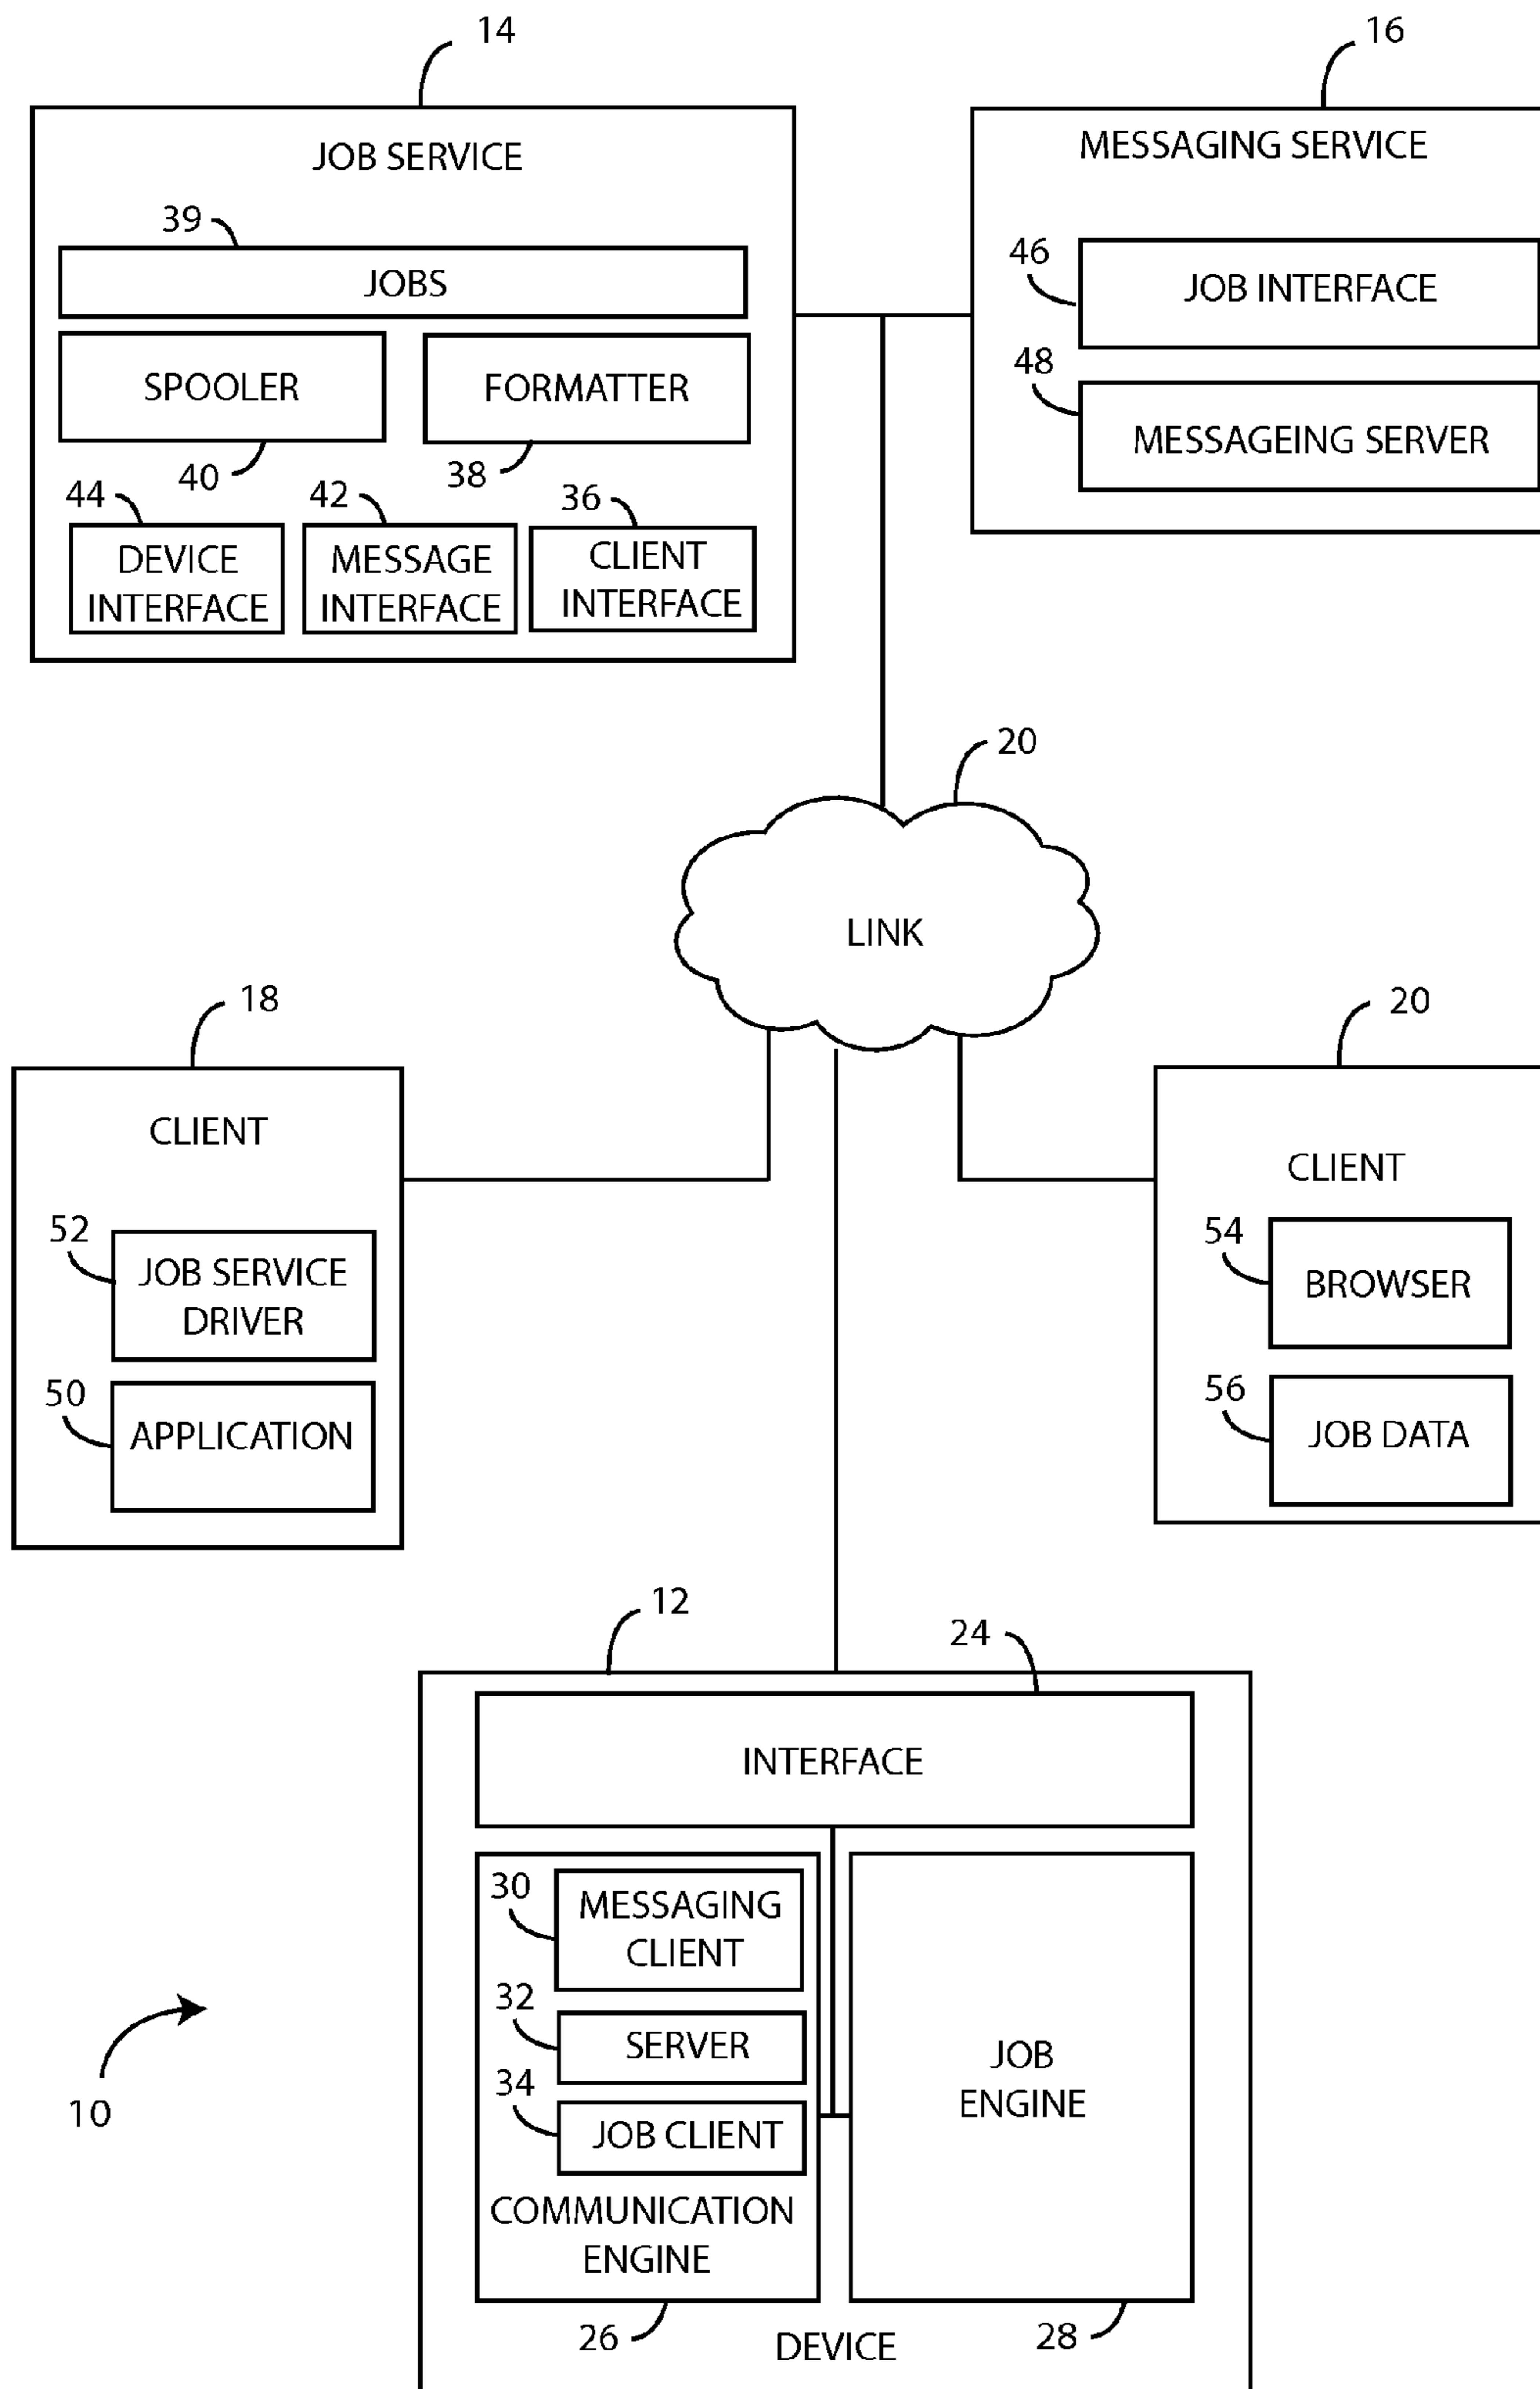 14
16
JOB SERVICE
MESSAGING SERVICE
39
JOBS
46
JOB INTERFACE
SPOOLER
FORMATTER
48
MESSAGEING SERVER
40
38
44
42
36
DEVICE
INTERFACE
MESSAGE
INTERFACE
CLIENT
INTERFACE
20
LINK
18
20
CLIENT
CLIENT
52
JOB SERVICE
DRIVER
54
BROWSER
50
APPLICATION
56
JOB DATA
12
24
INTERFACE
30
MESSAGING
CLIENT
32
SERVER
34
JOB CLIENT
COMMUNICATION
ENGINE
JOB
ENGINE
10
26
DEVICE
28